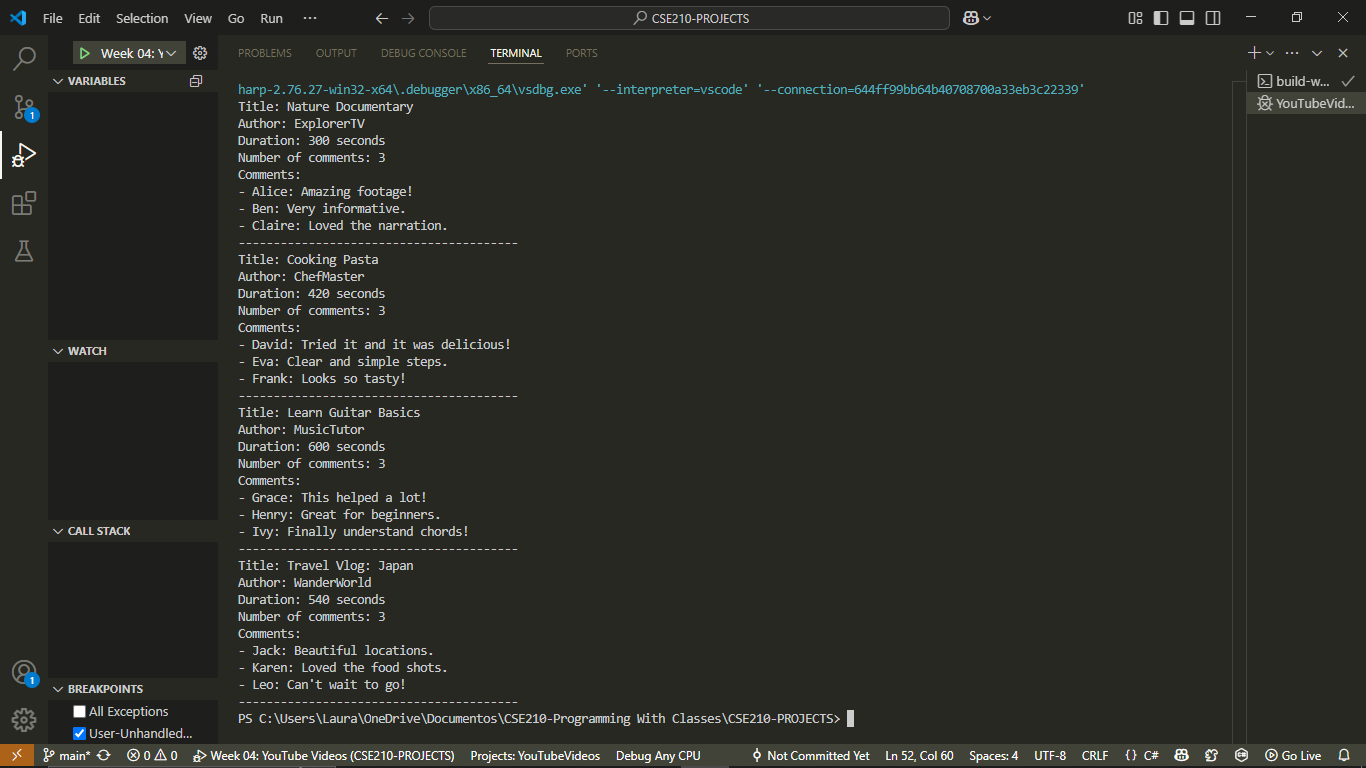 File Edit Selection View Go Run ··· CSE210-PROJECTS
Week 04: Y
PROBLEMS OUTPUT DEBUG CONSOLE TERMINAL PORTS
VARIABLES
WATCH
CALL STACK
BREAKPOINTS
All Exceptions
User-Unhandled...
1
1
harp-2.76.27-win32-x64\.debugger\x86_64\vsdbg.exe' '--interpreter=vscode' '--connection=644ff99bb64b40708700a33eb3c22339'
Title: Nature Documentary
Author: ExplorerTV
Duration: 300 seconds
Number of comments: 3
Comments:
- Alice: Amazing footage!
- Ben: Very informative.
- Claire: Loved the narration.
----------------------------------------
Title: Cooking Pasta
Author: ChefMaster
Duration: 420 seconds
Number of comments: 3
Comments:
- David: Tried it and it was delicious!
- Eva: Clear and simple steps.
- Frank: Looks so tasty!
----------------------------------------
Title: Learn Guitar Basics
Author: MusicTutor
Duration: 600 seconds
Number of comments: 3
Comments:
- Grace: This helped a lot!
- Henry: Great for beginners.
- Ivy: Finally understand chords!
----------------------------------------
Title: Travel Vlog: Japan
Author: WanderWorld
Duration: 540 seconds
Number of comments: 3
Comments:
- Jack: Beautiful locations.
- Karen: Loved the food shots.
- Leo: Can't wait to go!
----------------------------------------
PS C:\Users\Laura\OneDrive\Documentos\CSE210-Programming With Classes\CSE210-PROJECTS>
build-w...
YouTubeVid...
main* 0 0 Week 04: YouTube Videos (CSE210-PROJECTS) Projects: YouTubeVideos Debug Any CPU Not Committed Yet Ln 52, Col 60 Spaces: 4 UTF-8 CRLF {} C# Go Live